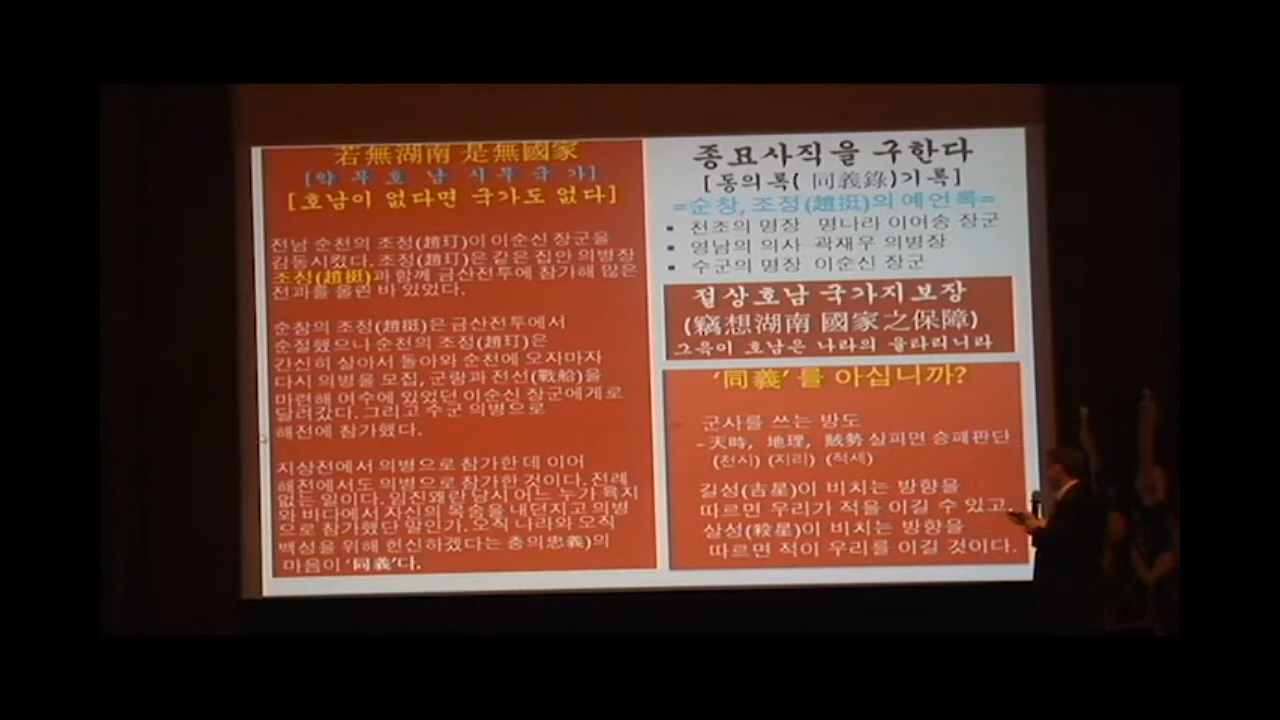 若無湖南 是無國家
[약 무 호 남 시 무 국 가]
[호남이 없다면 국가도 없다]
전남 순천의 조정(趙玎)이 이순신 장군을
감동시켰다. 조정(趙玎)은 같은 집안 의병장
조정(趙挺)과 함께 금산전투에 참가해 많은
전과를 올린 바 있었다.
순창의 조정(趙挺)은 금산전투에서
순절했으나 순천의 조정(趙玎)은
간신히 살아서 돌아와 순천에 오자마자
다시 의병을 모집, 군량과 전선(戰船)을
마련해 여수에 있었던 이순신 장군에게로
달려갔다. 그리고 수군 의병으로
해전에 참가했다.
지상전에서 의병으로 참가한 데 이어
해전에서도 의병으로 참가한 것이다. 전례
없는 일이다. 임진왜란 당시 어느 누가 육지
와 바다에서 자신의 목숨을 내던지고 의병
으로 참가했단 말인가. 오직 나라와 오직
백성을 위해 헌신하겠다는 충의忠義)의
마음이 '同義'다.
종묘사직을 구한다
[동의록( 同義錄)기록]
=순창, 조정(趙挺)의 예언록=
▪ 천조의 명장 명나라 이여송 장군
▪ 영남의 의사 곽재우 의병장
▪ 수군의 명장 이순신 장군
절상호남 국가지보장
(竊想湖南 國家之保障)
그윽이 호남은 나라의 울타리니라
'同義' 를 아십니까?
군사를 쓰는 방도
- 天時, 地理, 賊勢 살피면 승패판단
(천시) (지리) (적세)
길성(吉星)이 비치는 방향을
따르면 우리가 적을 이길 수 있고
살성(殺星)이 비치는 방향을
따르면 적이 우리를 이길 것이다.